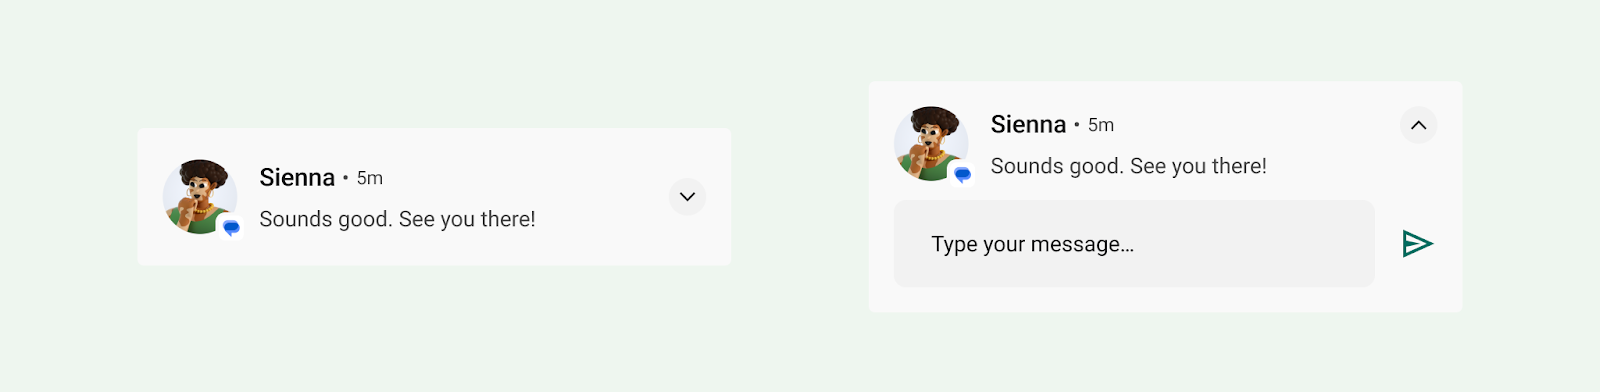 Sienna • 5m
Sounds good. See you there!
Sienna • 5m
Sounds good. See you there!
Type your message...